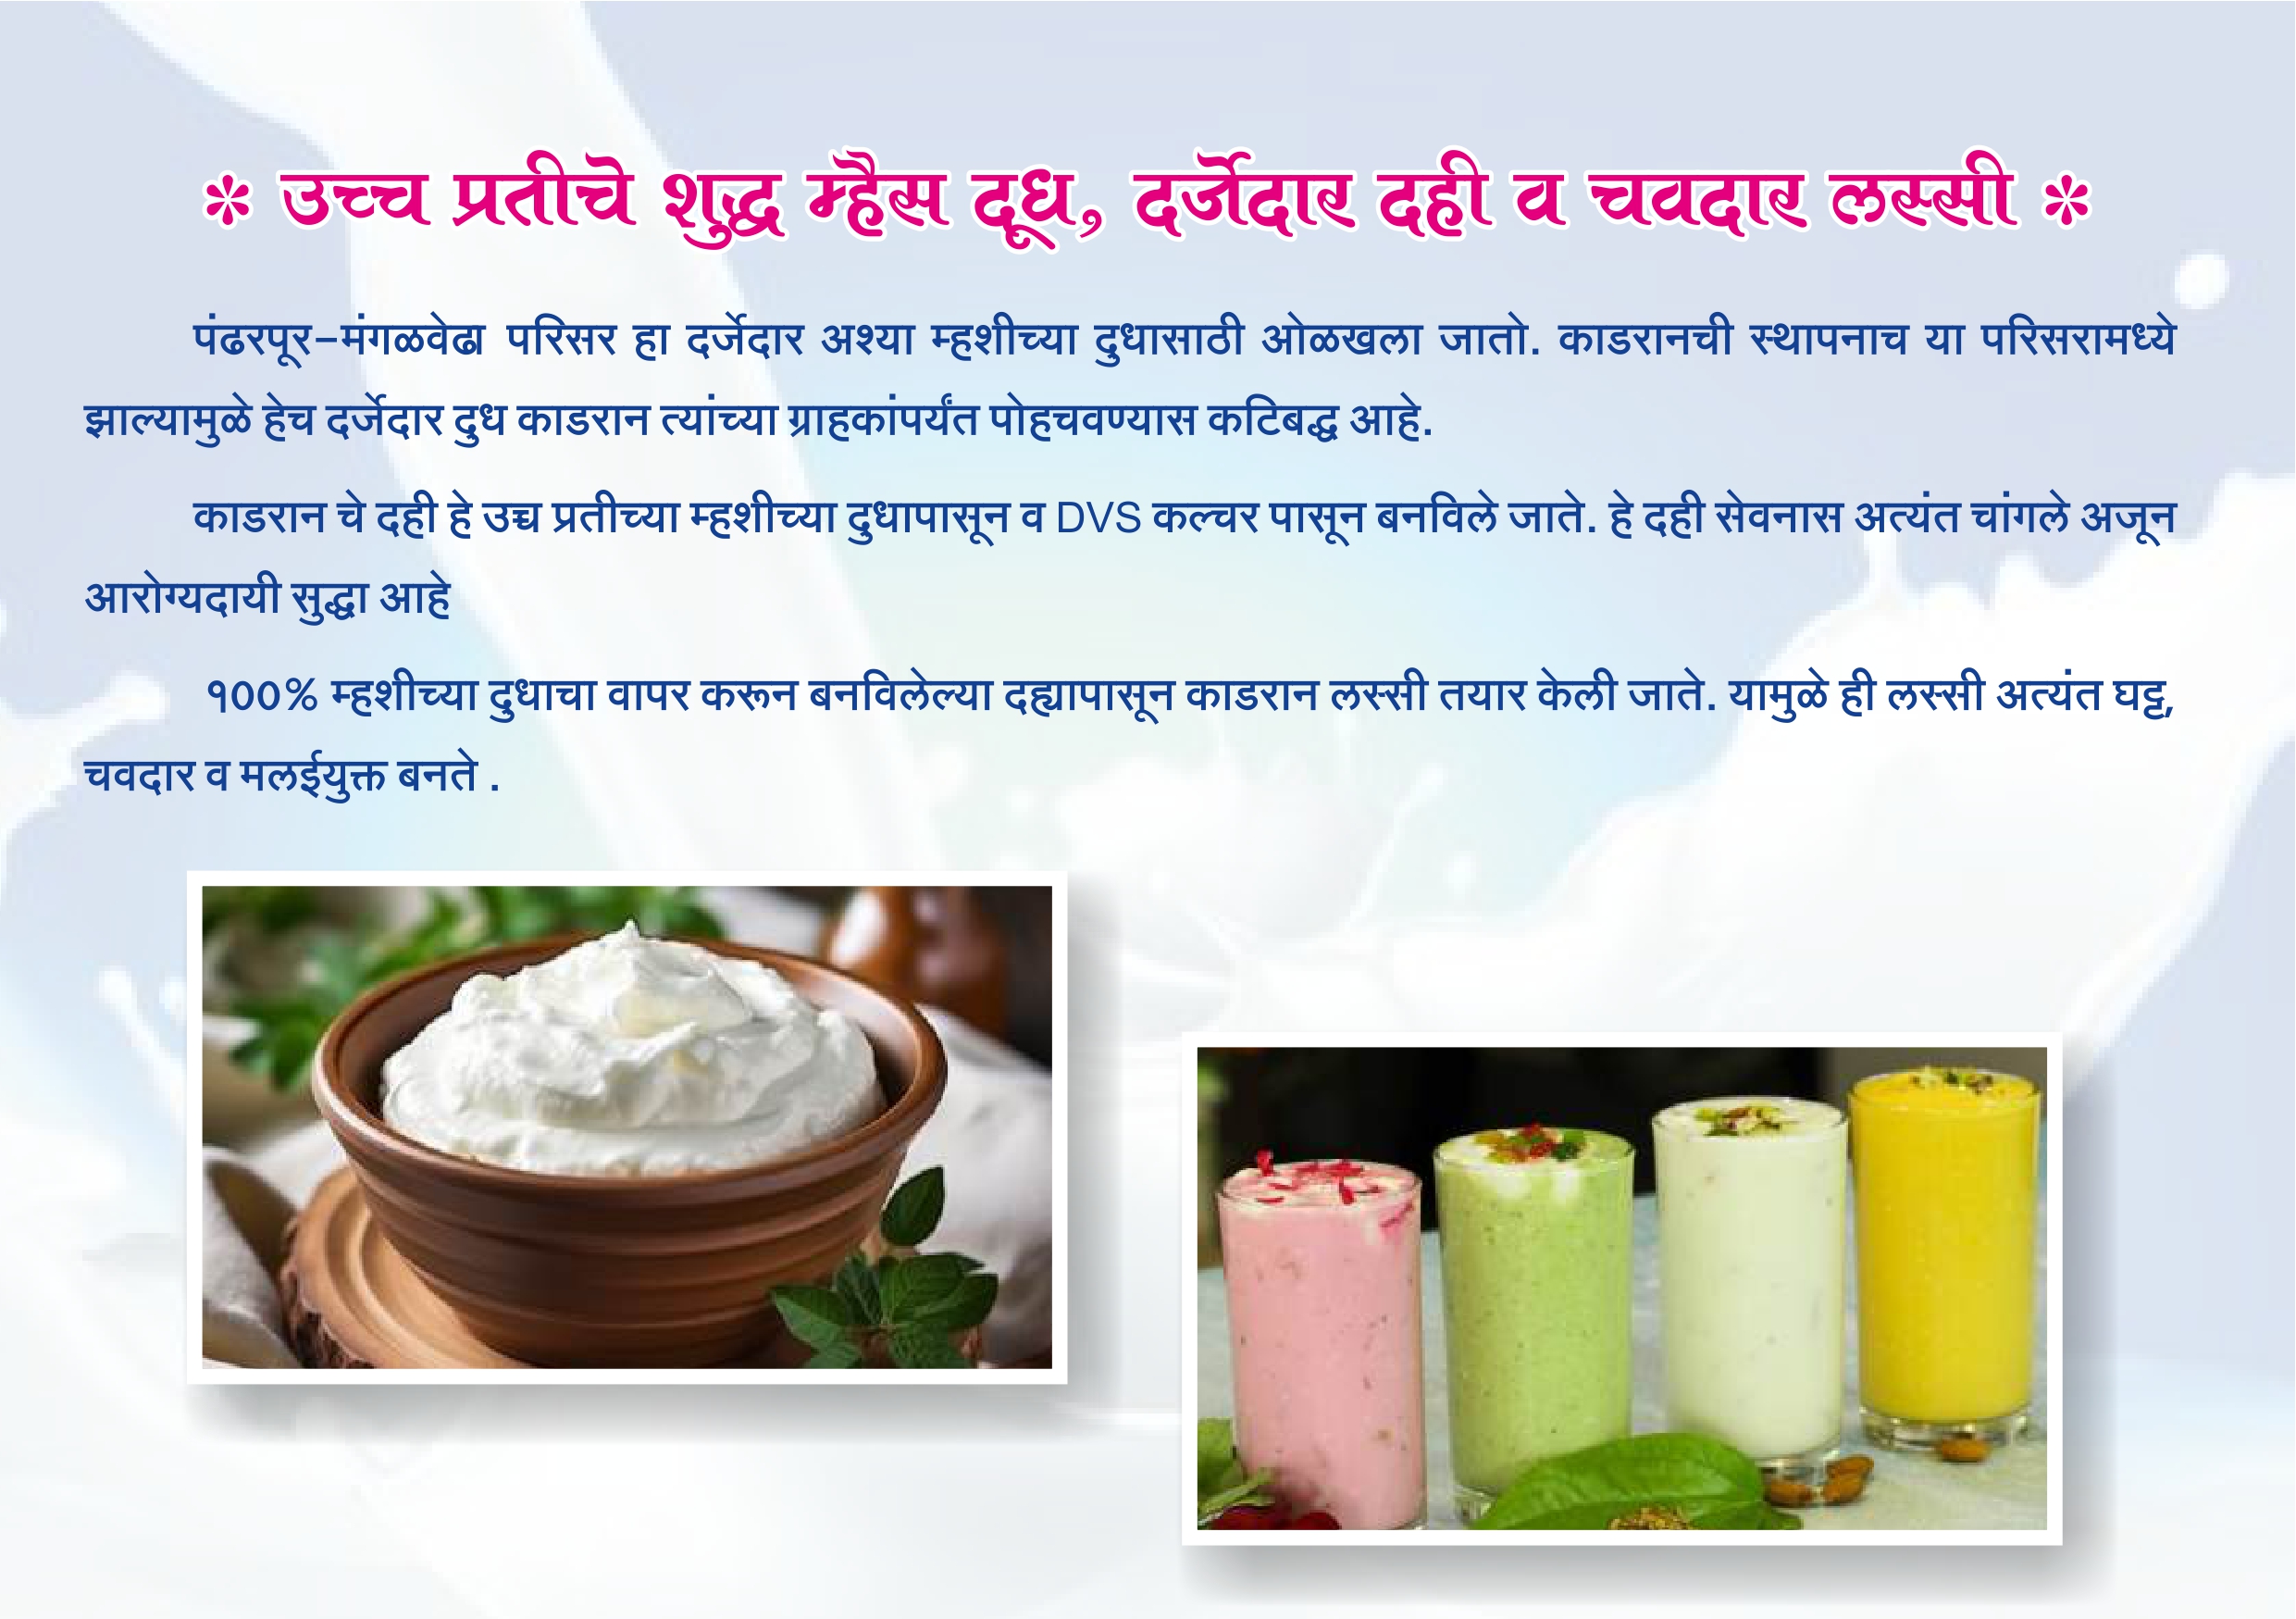 * उच्च प्रतीचे शुद्ध म्हैस दूध, दर्जेदार दही व चवदार लस्सी *
पंढरपूर-मंगळवेढा परिसर हा दर्जेदार अश्या म्हशीच्या दुधासाठी ओळखला जातो. काडरानची स्थापनाच या परिसरामध्ये
झाल्यामुळे हेच दर्जेदार दुध काडरान त्यांच्या ग्राहकांपर्यंत पोहचवण्यास कटिबद्ध आहे.
काडरान चे दही हे उच्च प्रतीच्या म्हशीच्या दुधापासून व DVS कल्चर पासून बनविले जाते. हे दही सेवनास अत्यंत चांगले अजून
आरोग्यदायी सुद्धा आहे
१००% म्हशीच्या दुधाचा वापर करून बनविलेल्या दह्यापासून काडरान लस्सी तयार केली जाते. यामुळे ही लस्सी अत्यंत घट्ट,
चवदार व मलईयुक्त बनते .